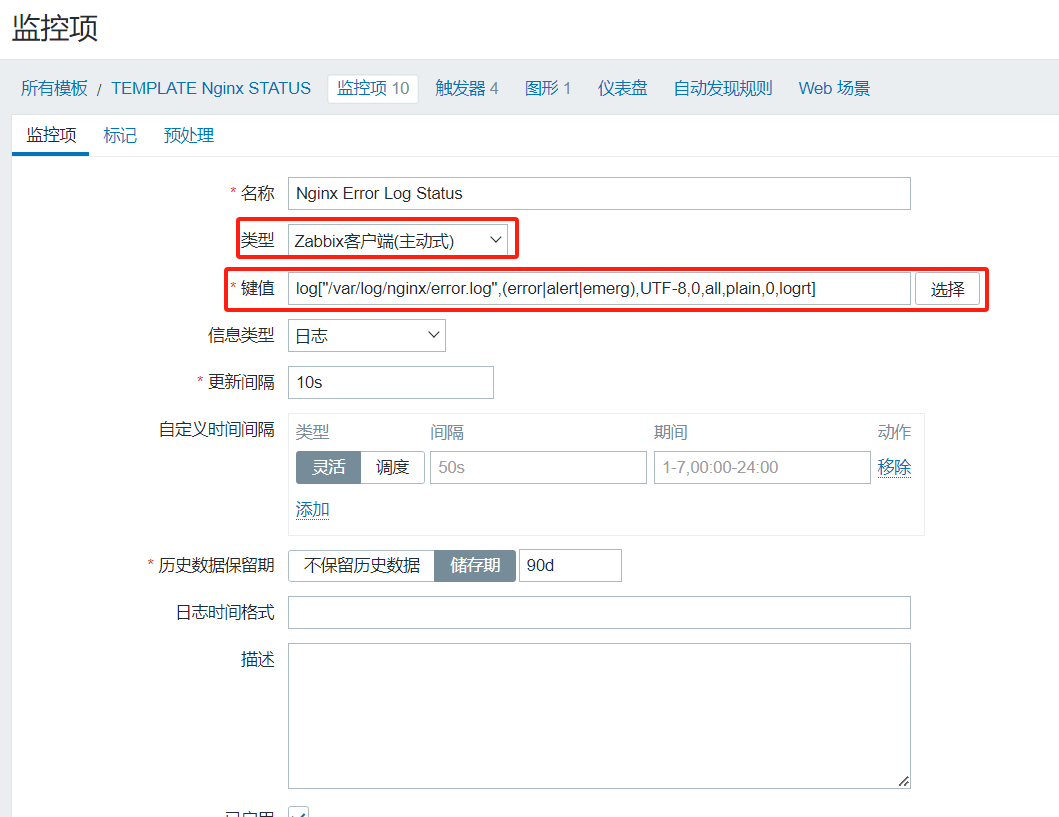 监控项
所有模板 / TEMPLATE Nginx STATUS 监控项 10 触发器 4 图形 1 仪表盘 自动发现规则 Web 场景
监控项 标记 预处理
* 名称 Nginx Error Log Status
类型 Zabbix客户端(主动式)
* 键值 log["/var/log/nginx/error.log",(error|alert|emerg),UTF-8,0,all,plain,0,logrt] 选择
信息类型 日志
* 更新间隔 10s
自定义时间间隔 类型 间隔 期间 动作
灵活 调度 50s 1-7,00:00-24:00 移除
添加
* 历史数据保留期 不保留历史数据 储存期 90d
日志时间格式
描述
已启用